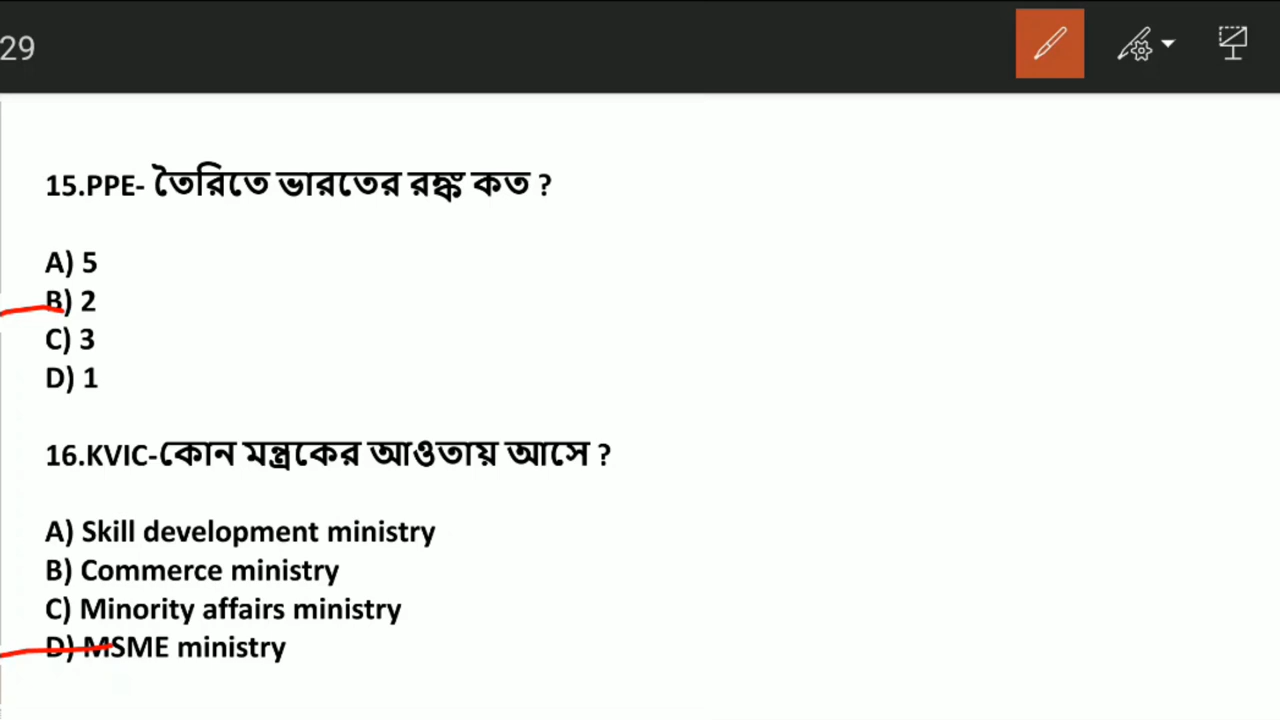 29
15.PPE- তৈরিতে ভারতের রঙ্ক কত ?
A) 5
B) 2
C) 3
D) 1
16.KVIC-কোন মন্ত্রকের আওতায় আসে ?
A) Skill development ministry
B) Commerce ministry
C) Minority affairs ministry
D) MSME ministry